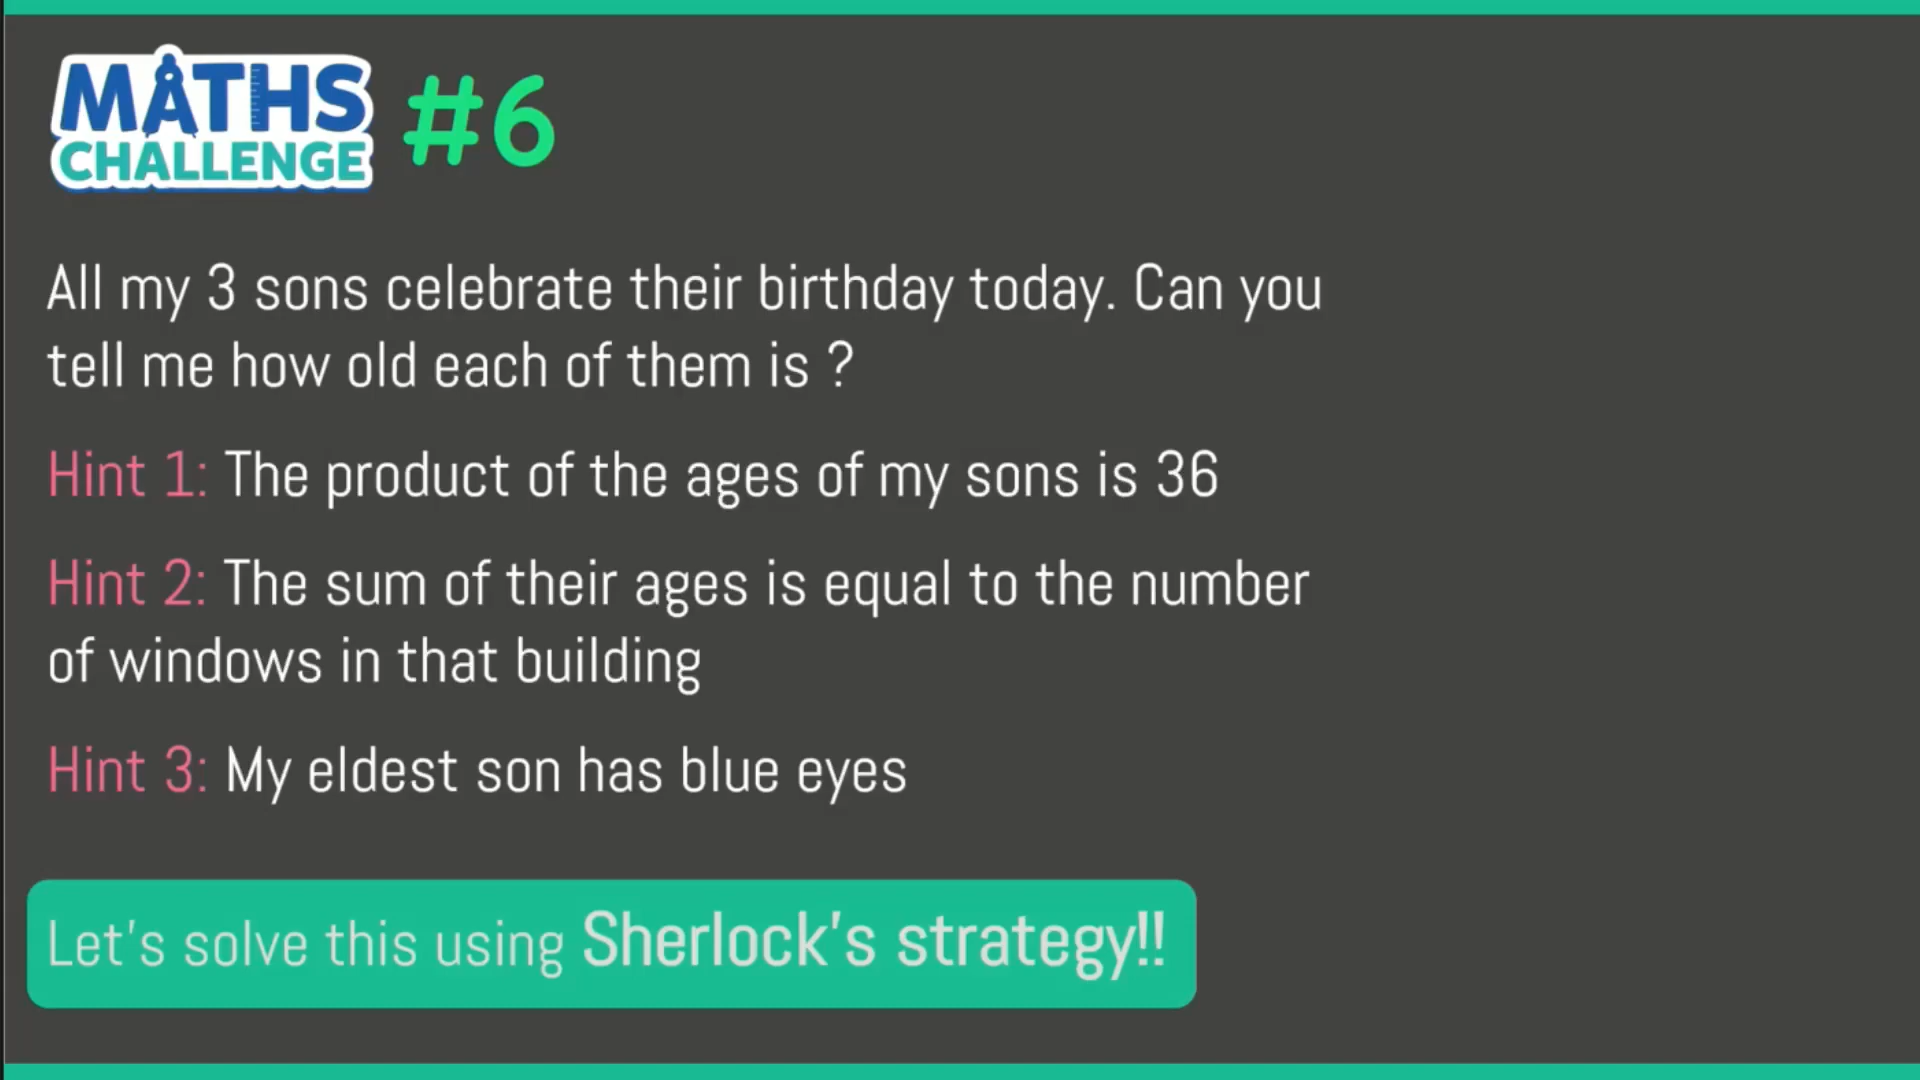 MATHS
CHALLENGE
#6
All my 3 sons celebrate their birthday today. Can you
tell me how old each of them is ?
Hint 1: The product of the ages of my sons is 36
Hint 2: The sum of their ages is equal to the number
of windows in that building
Hint 3: My eldest son has blue eyes
Let's solve this using Sherlock's strategy!!